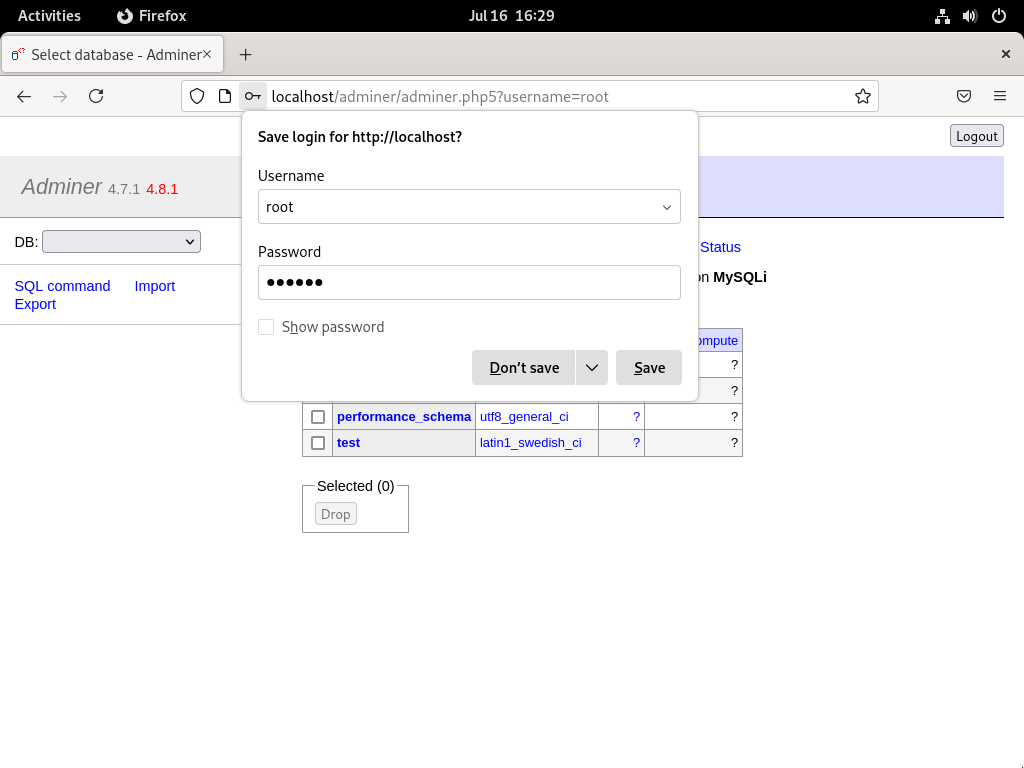 Activities Firefox Jul 16 16:29
Select database - Adminer
localhost/adminer/adminer.php5?username=root
Save login for http://localhost?
Username
root
Password
●●●●●●
Show password
Don't save
Save
Logout
Adminer 4.7.1 4.8.1
DB:
SQL command Import
Export
Status
on MySQLi
ompute
?
?
performance_schema utf8_general_ci ? ?
test latin1_swedish_ci ? ?
Selected (0)
Drop